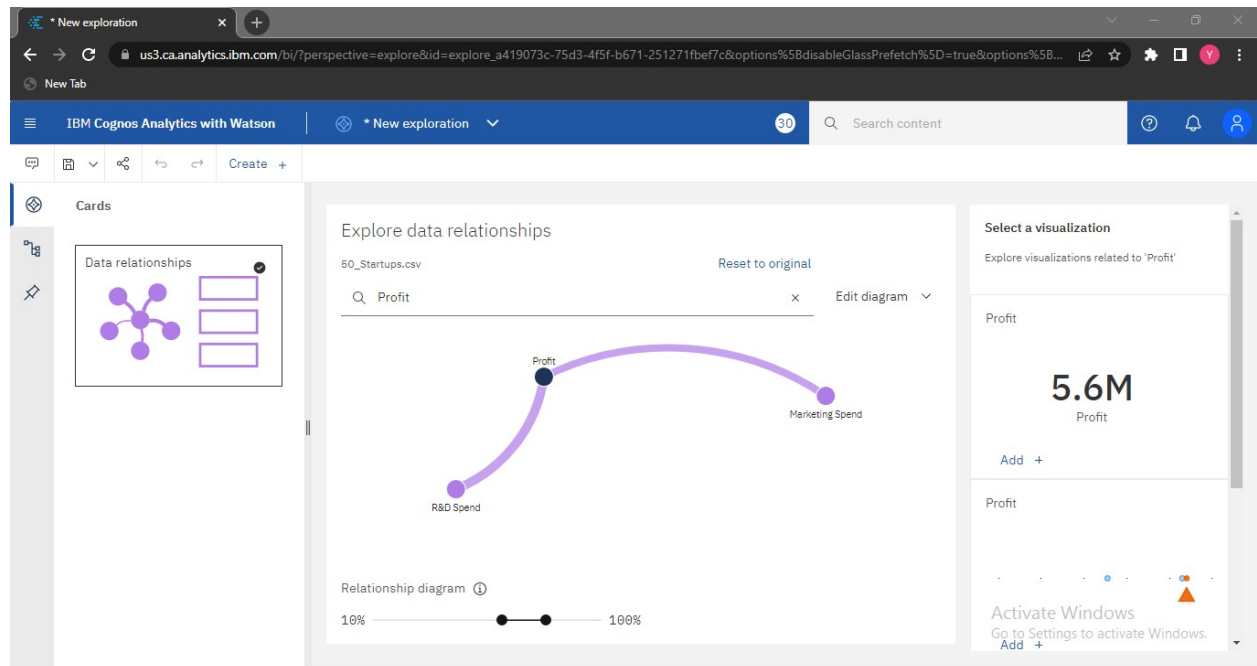 * New exploration
us3.ca.analytics.ibm.com/bi/?perspective=explore&id=explore_a419073c-75d3-4f5f-b671-251271fbef7c&options%5BdisableGlassPrefetch%5D=true&options%5B...
Y
New Tab
IBM Cognos Analytics with Watson
* New exploration
30
Search content
Create +
Cards
Data relationships
Explore data relationships
50_Startups.csv
Reset to original
Profit
Edit diagram
Profit
Marketing Spend
R&D Spend
Relationship diagram
10%
100%
Select a visualization
Explore visualizations related to 'Profit'
Profit
5.6M
Profit
Add +
Profit
Activate Windows
Go to Settings to activate Windows.
Add +